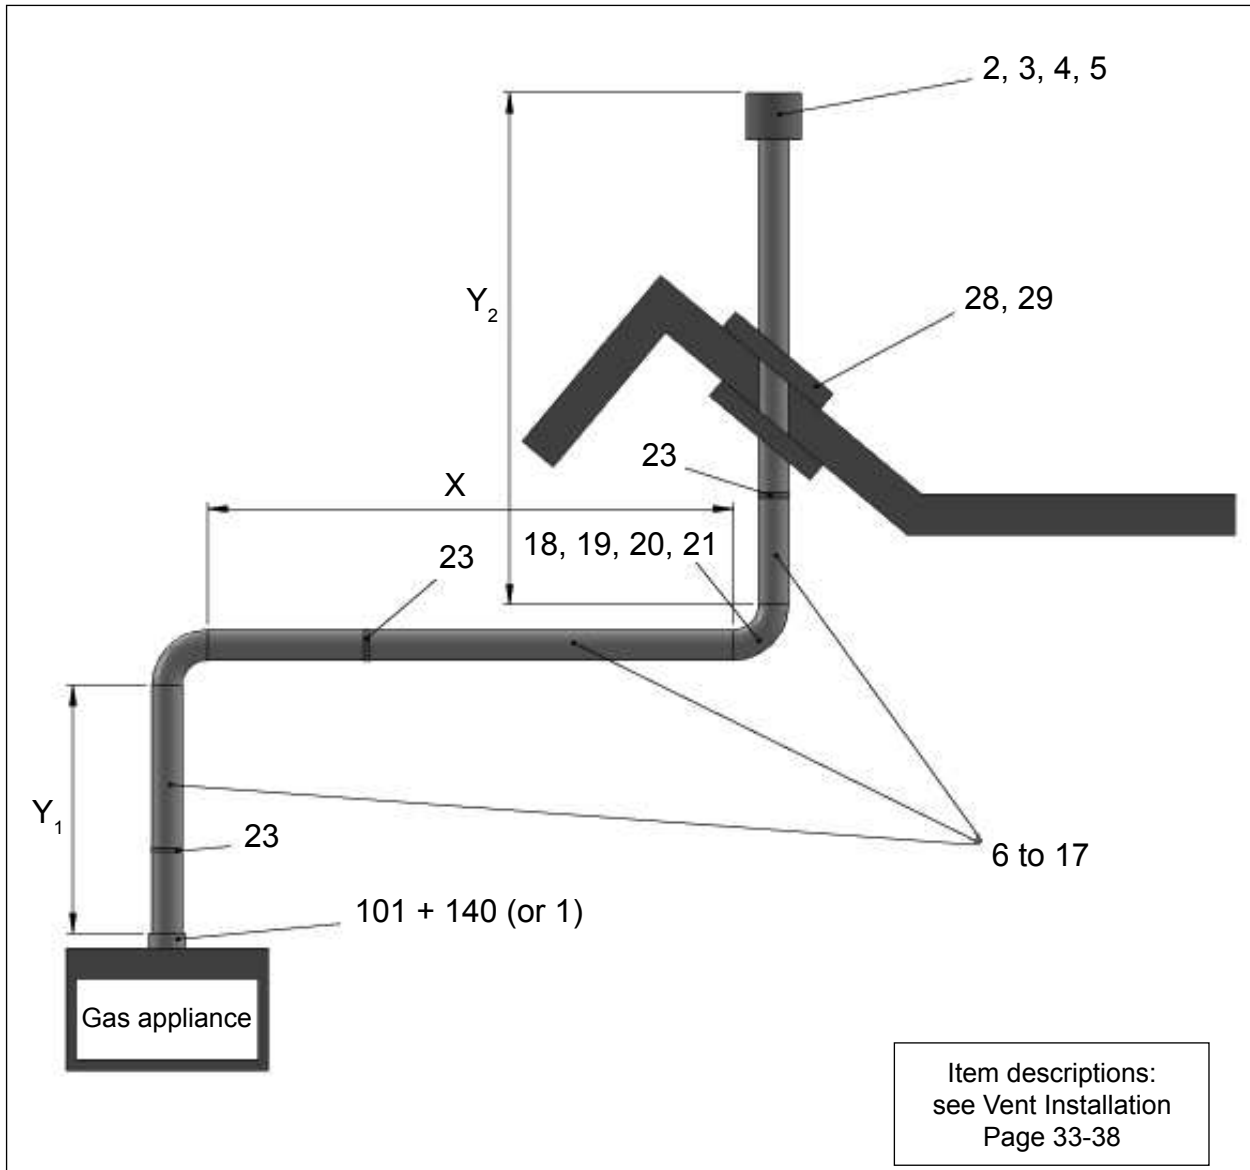 2, 3, 4, 5
Y2
28, 29
23
X
18, 19, 20, 21
23
Y1
23
6 to 17
101 + 140 (or 1)
Gas appliance
Item descriptions:
see Vent Installation
Page 33-38